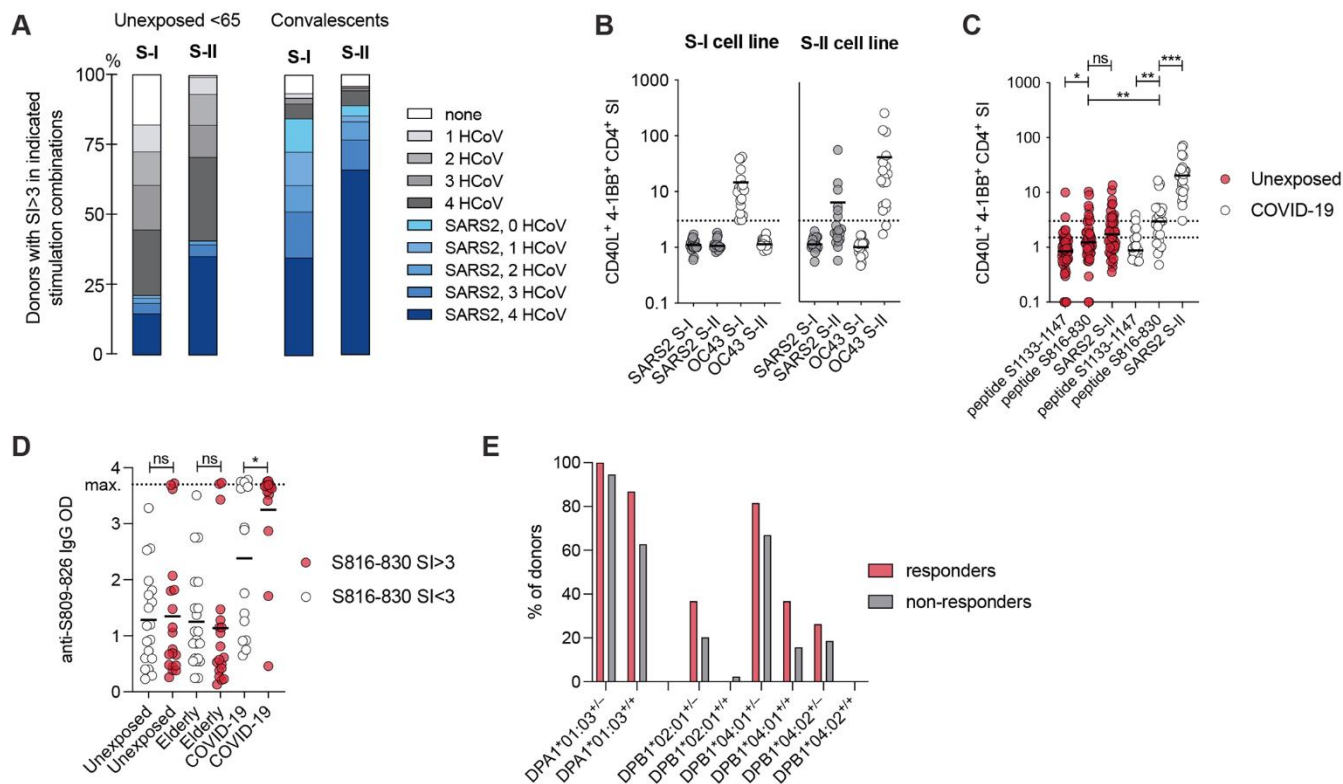 A
Unexposed <65
Convalescents
S-I
S-II
S-I
S-II
%
100
75
50
25
0
Donors with SI>3 in indicated
stimulation combinations
none
1 HCoV
2 HCoV
3 HCoV
4 HCoV
SARS2, 0 HCoV
SARS2, 1 HCoV
SARS2, 2 HCoV
SARS2, 3 HCoV
SARS2, 4 HCoV
B
S-I cell line
S-II cell line
CD40L+ 4-1BB+ CD4+ SI
1000
100
10
1
0.1
SARS2 S-I
SARS2 S-II
OC43 S-I
OC43 S-II
SARS2 S-I
SARS2 S-II
OC43 S-I
OC43 S-II
C
ns
***
*
**
**
CD40L+ 4-1BB+ CD4+ SI
1000
100
10
1
0.1
peptide S1133-1147
peptide S816-830
SARS2 S-II
peptide S1133-1147
peptide S816-830
SARS2 S-II
Unexposed
COVID-19
D
ns
ns
*
anti-S809-826 IgG OD
4
max.
3
2
1
0
Unexposed
Unexposed
Elderly
Elderly
COVID-19
COVID-19
S816-830 SI>3
S816-830 SI<3
E
% of donors
100
80
60
40
20
0
DPA1*01:03+/-
DPA1*01:03+/+
DPB1*02:01+/-
DPB1*02:01+/+
DPB1*04:01+/-
DPB1*04:01+/+
DPB1*04:02+/-
DPB1*04:02+/+
responders
non-responders